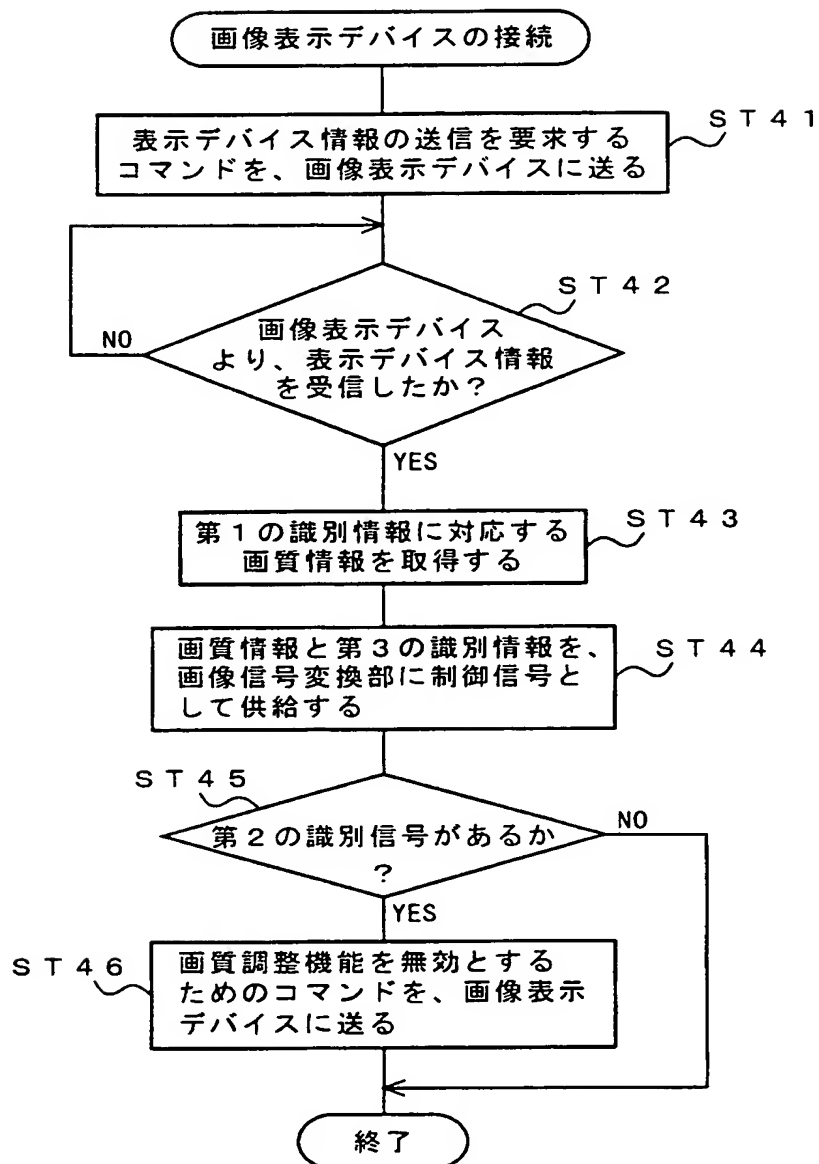 画像表示デバイスの接続
表示デバイス情報の送信を要求する
コマンドを、画像表示デバイスに送る
ST41
ST42
画像表示デバイス
より、表示デバイス情報
を受信したか？
NO
YES
第1の識別情報に対応する
画質情報を取得する
ST43
画質情報と第3の識別情報を、
画像信号変換部に制御信号と
して供給する
ST44
ST45
第2の識別信号があるか
？
NO
YES
ST46
画質調整機能を無効とする
ためのコマンドを、画像表示
デバイスに送る
終了